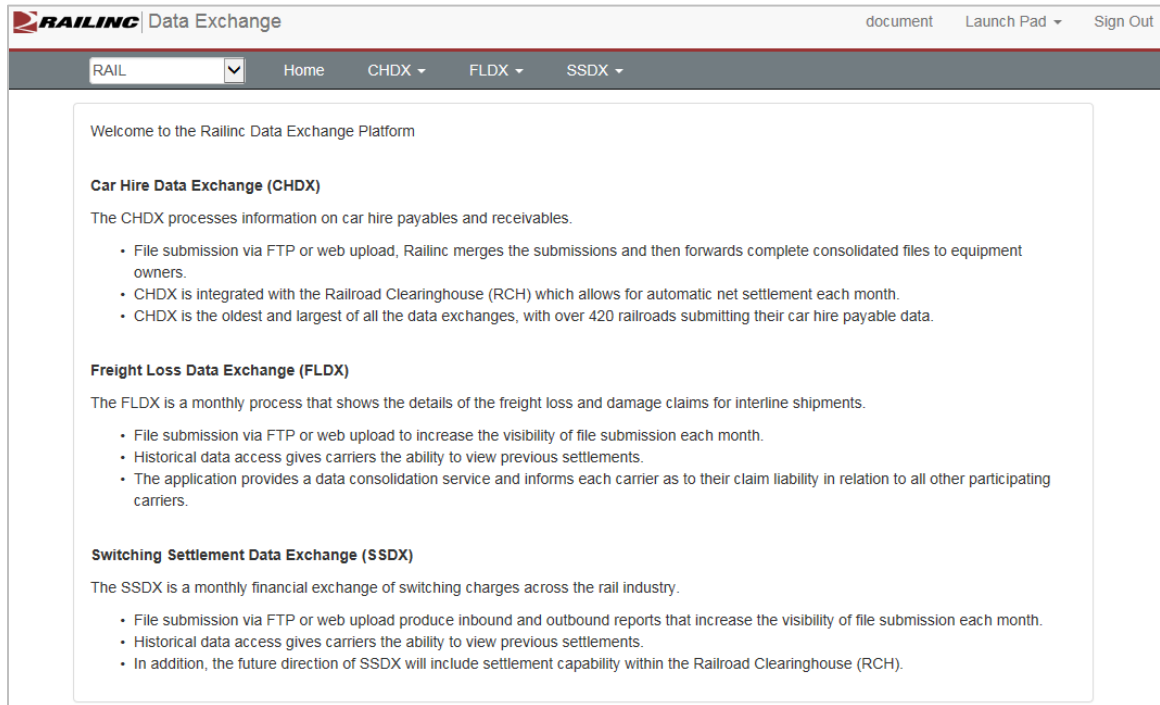 RAILINC Data Exchange document Launch Pad Sign Out
RAIL Home CHDX FLDX SSDX
Welcome to the Railinc Data Exchange Platform
Car Hire Data Exchange (CHDX)
The CHDX processes information on car hire payables and receivables.
• File submission via FTP or web upload, Railinc merges the submissions and then forwards complete consolidated files to equipment
owners.
• CHDX is integrated with the Railroad Clearinghouse (RCH) which allows for automatic net settlement each month.
• CHDX is the oldest and largest of all the data exchanges, with over 420 railroads submitting their car hire payable data.
Freight Loss Data Exchange (FLDX)
The FLDX is a monthly process that shows the details of the freight loss and damage claims for interline shipments.
• File submission via FTP or web upload to increase the visibility of file submission each month.
• Historical data access gives carriers the ability to view previous settlements.
• The application provides a data consolidation service and informs each carrier as to their claim liability in relation to all other participating
carriers.
Switching Settlement Data Exchange (SSDX)
The SSDX is a monthly financial exchange of switching charges across the rail industry.
• File submission via FTP or web upload produce inbound and outbound reports that increase the visibility of file submission each month.
• Historical data access gives carriers the ability to view previous settlements.
• In addition, the future direction of SSDX will include settlement capability within the Railroad Clearinghouse (RCH).